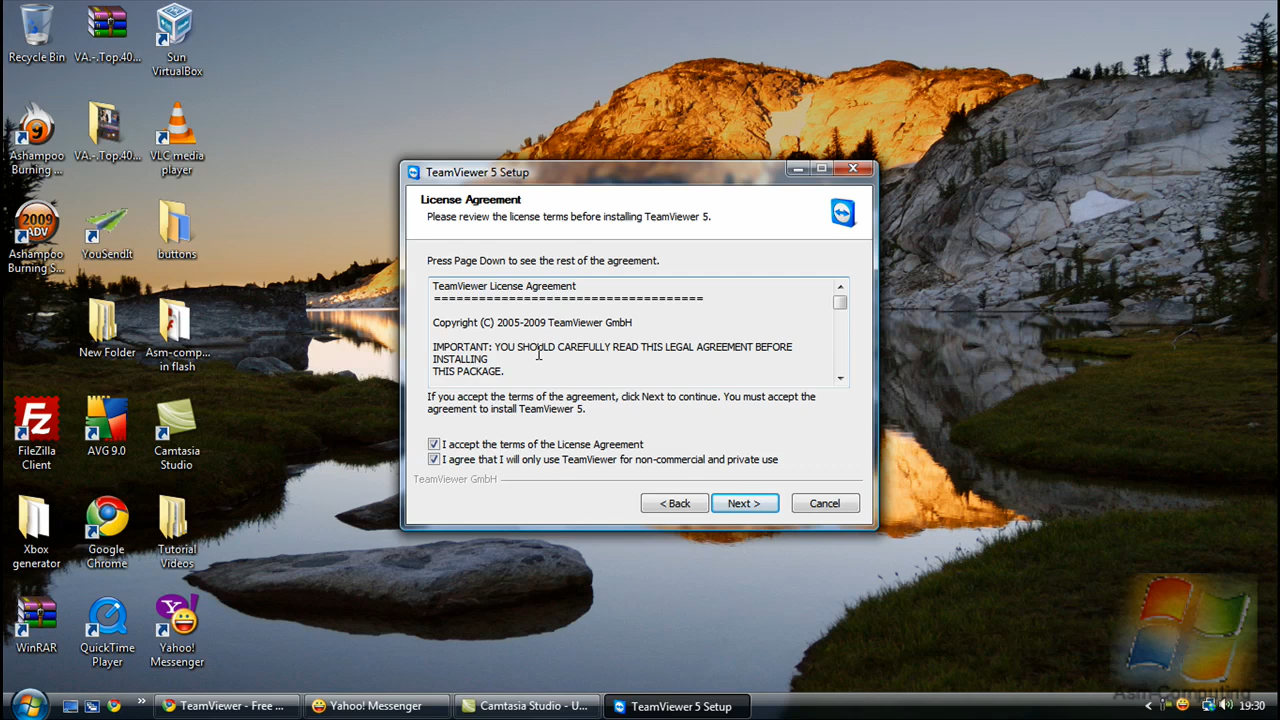 Recycle Bin
VA.-.Top.40...
Sun
VirtualBox
Ashampoo
Burning ...
VA.-.Top.40...
VLC media
player
2009
ADV
Ashampoo
Burning S...
YouSendIt
buttons
New Folder
Asm-comp...
in flash
FileZilla
Client
AVG 9.0
Camtasia
Studio
Xbox
generator
Google
Chrome
Tutorial
Videos
WinRAR
QuickTime
Player
Yahoo!
Messenger
TeamViewer 5 Setup
License Agreement
Please review the license terms before installing TeamViewer 5.
Press Page Down to see the rest of the agreement.
TeamViewer License Agreement
====================================
Copyright (C) 2005-2009 TeamViewer GmbH
IMPORTANT: YOU SHOULD CAREFULLY READ THIS LEGAL AGREEMENT BEFORE
INSTALLING
THIS PACKAGE.
If you accept the terms of the agreement, click Next to continue. You must accept the
agreement to install TeamViewer 5.
I accept the terms of the License Agreement
I agree that I will only use TeamViewer for non-commercial and private use
TeamViewer GmbH
< Back
Next >
Cancel
Asm-Computing
TeamViewer - Free ...
Yahoo! Messenger
Camtasia Studio - U...
TeamViewer 5 Setup
19:30